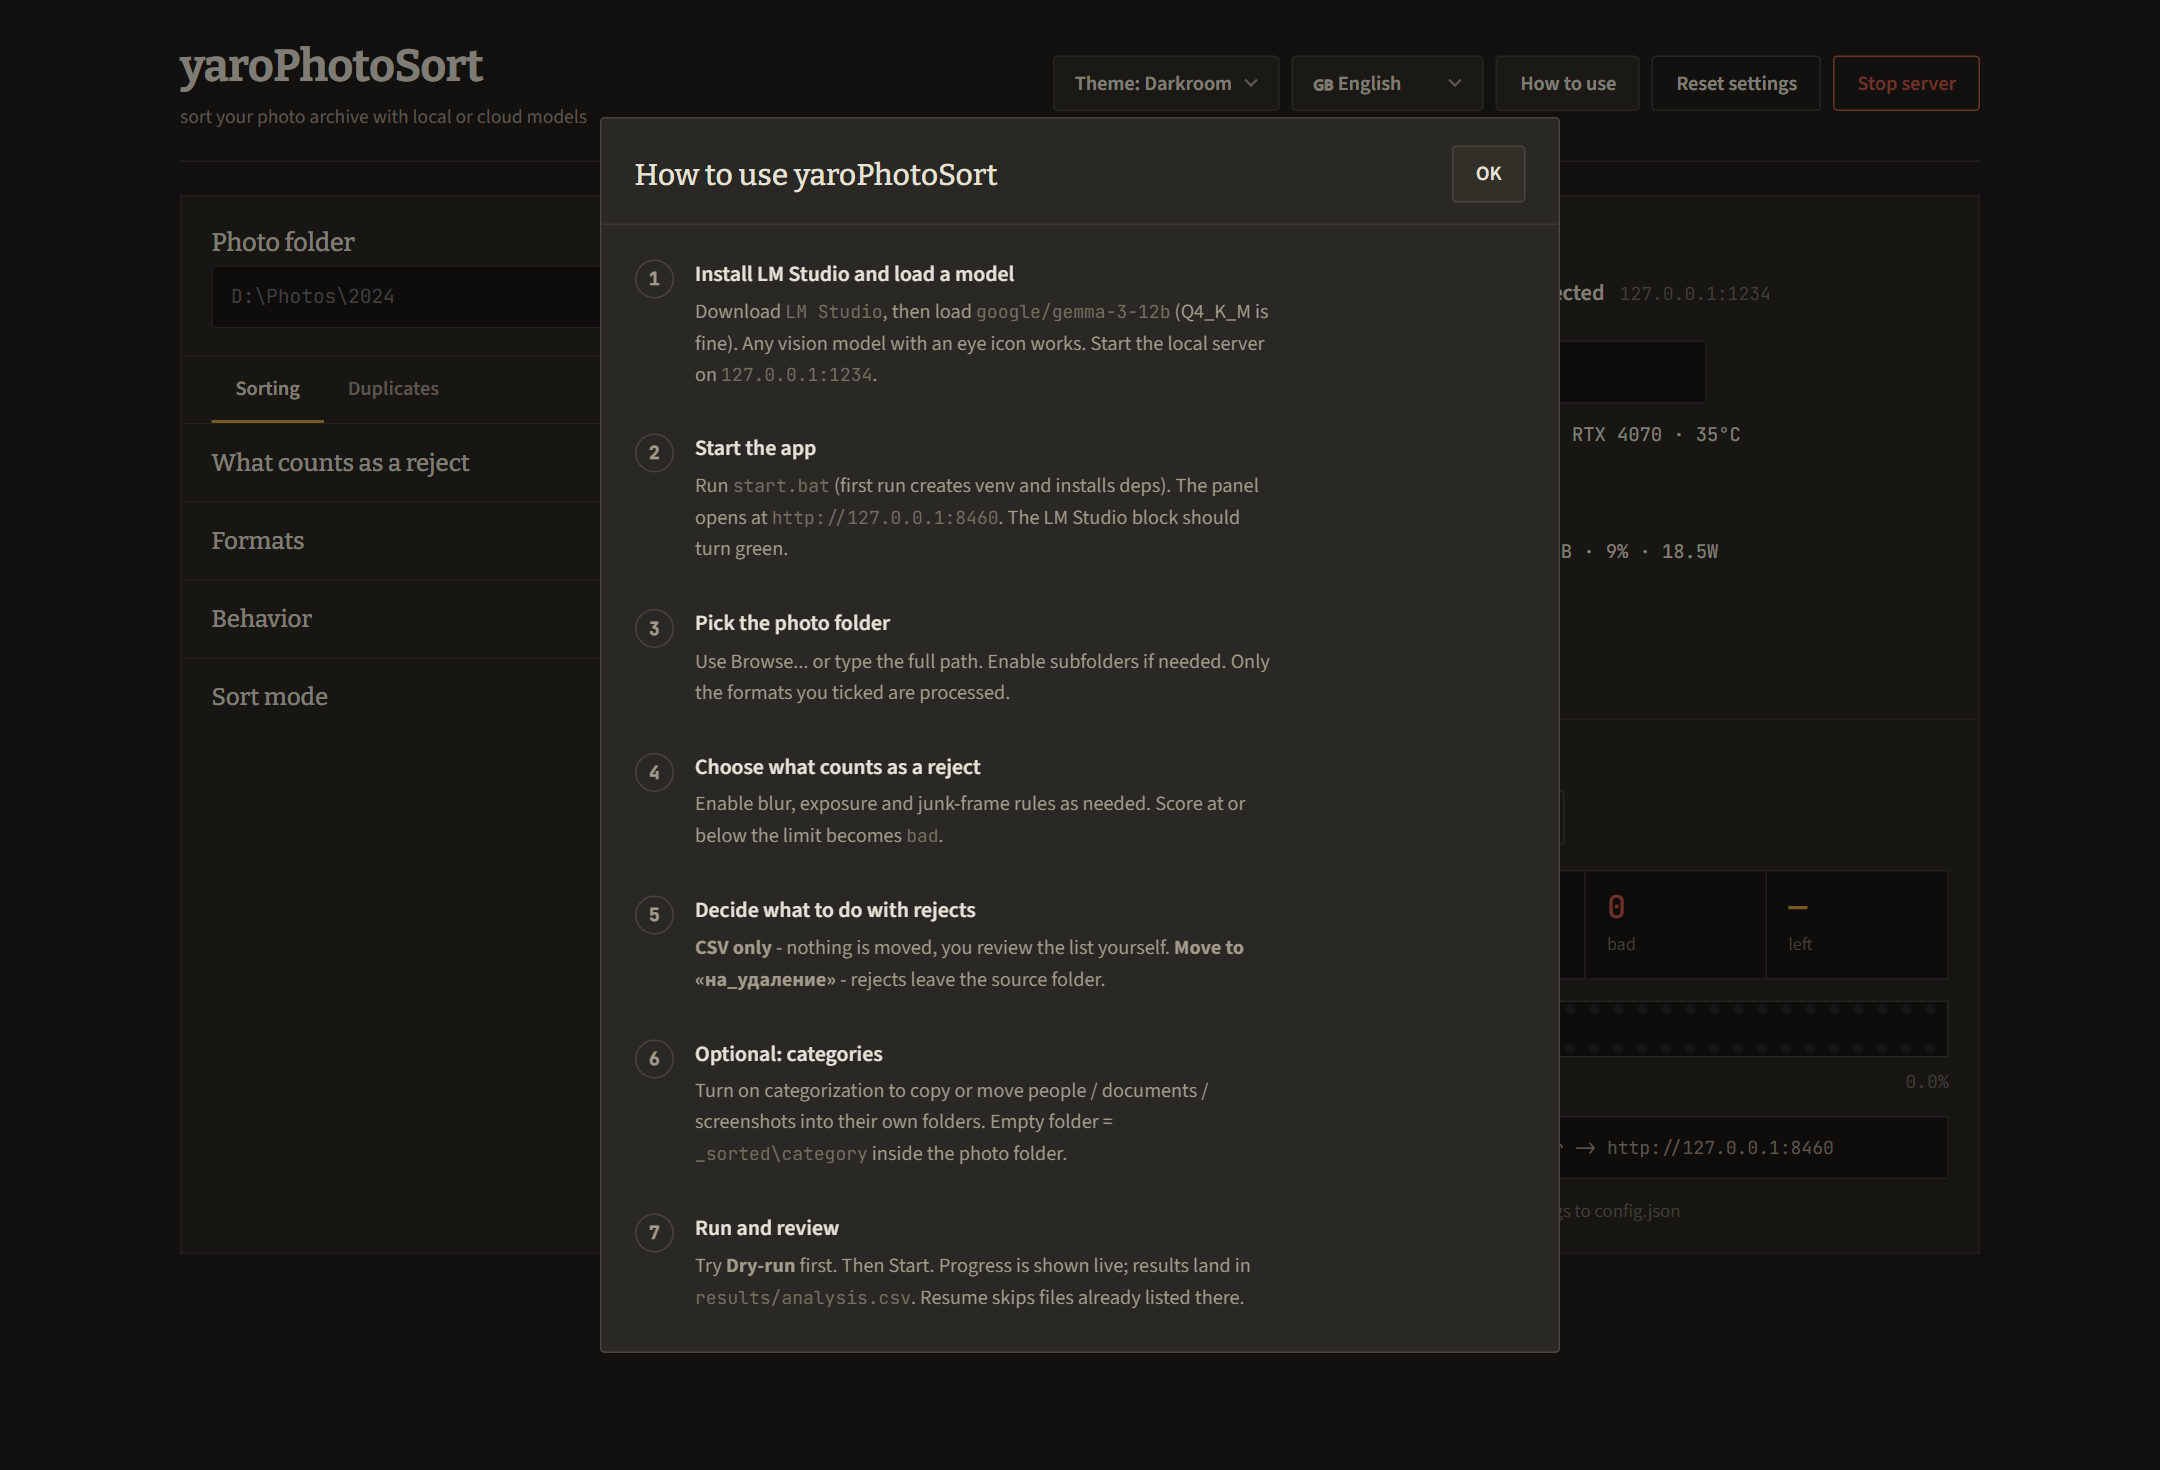 yaroPhotoSort
sort your photo archive with local or cloud models
Theme: Darkroom
GB English
How to use
Reset settings
Stop server
How to use yaroPhotoSort
OK
1
Install LM Studio and load a model
Download LM Studio, then load google/gemma-3-12b (Q4_K_M is
fine). Any vision model with an eye icon works. Start the local server
on 127.0.0.1:1234.
2
Start the app
Run start.bat (first run creates venv and installs deps). The panel
opens at http://127.0.0.1:8460. The LM Studio block should
turn green.
3
Pick the photo folder
Use Browse... or type the full path. Enable subfolders if needed. Only
the formats you ticked are processed.
4
Choose what counts as a reject
Enable blur, exposure and junk-frame rules as needed. Score at or
below the limit becomes bad.
5
Decide what to do with rejects
CSV only - nothing is moved, you review the list yourself. Move to
«на_удаление» - rejects leave the source folder.
6
Optional: categories
Turn on categorization to copy or move people / documents /
screenshots into their own folders. Empty folder =
_sorted\category inside the photo folder.
7
Run and review
Try Dry-run first. Then Start. Progress is shown live; results land in
results/analysis.csv. Resume skips files already listed there.
Photo folder
D:\Photos\2024
Sorting
Duplicates
What counts as a reject
Formats
Behavior
Sort mode
127.0.0.1:1234
RTX 4070 · 35°C
B · 9% · 18.5W
0
bad
—
left
0.0%
→ http://127.0.0.1:8460
to config.json